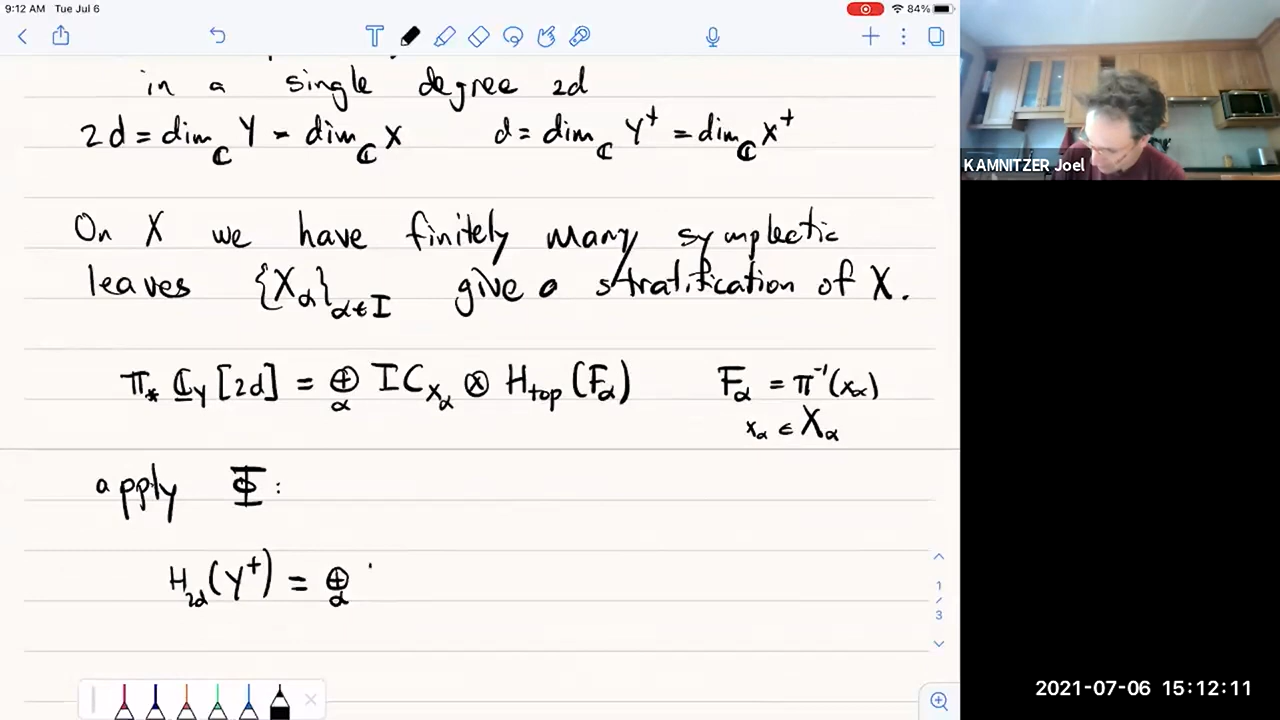 9:12 AM Tue Jul 6
84%
in a single degree 2d
2d = dim_C Y - dim_C X d = dim_C Y⁺ = dim_C X⁺
On X we have finitely many symplectic
leaves {X_α}_{α∈I} give a stratification of X.
π_* ℂ_Y [2d] = ⊕_α IC_{X_α} ⊗ H_top (F_α) F_α = π⁻¹(x_α)
x_α ∈ X_α
apply Φ :
H_{2d}(Y⁺) = ⊕_α
1
/
3
KAMNITZER Joel
2021-07-06 15:12:11